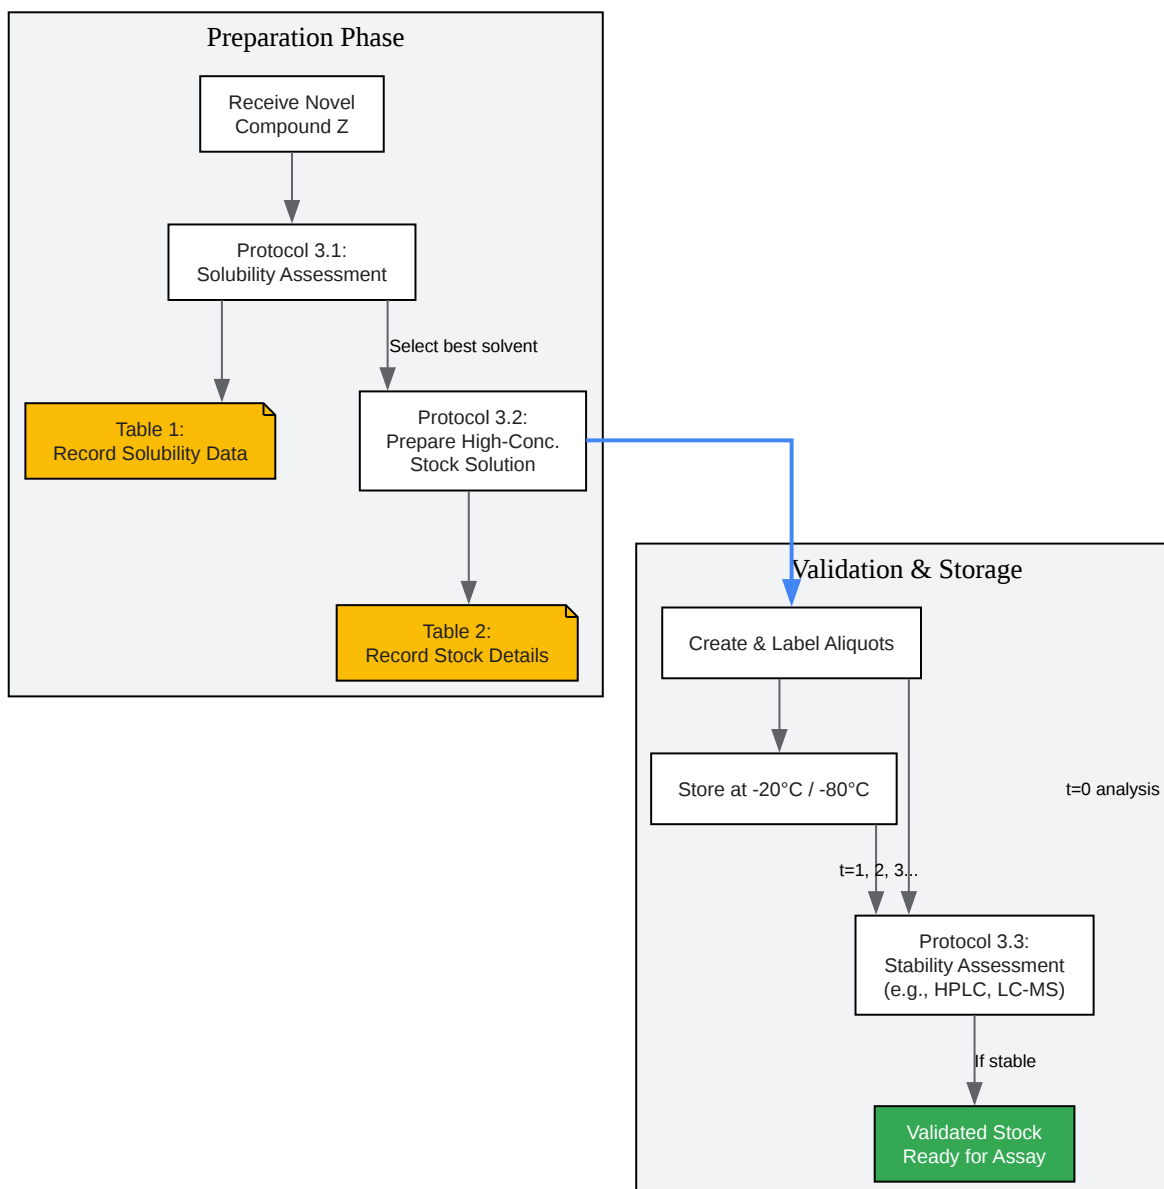 Preparation Phase
Receive Novel
Compound Z
Protocol 3.1:
Solubility Assessment
Select best solvent
Table 1:
Record Solubility Data
Protocol 3.2:
Prepare High-Conc.
Stock Solution
Table 2:
Record Stock Details
Validation & Storage
Create & Label Aliquots
Store at -20°C / -80°C
t=0 analysis
t=1, 2, 3...
Protocol 3.3:
Stability Assessment
(e.g., HPLC, LC-MS)
If stable
Validated Stock
Ready for Assay